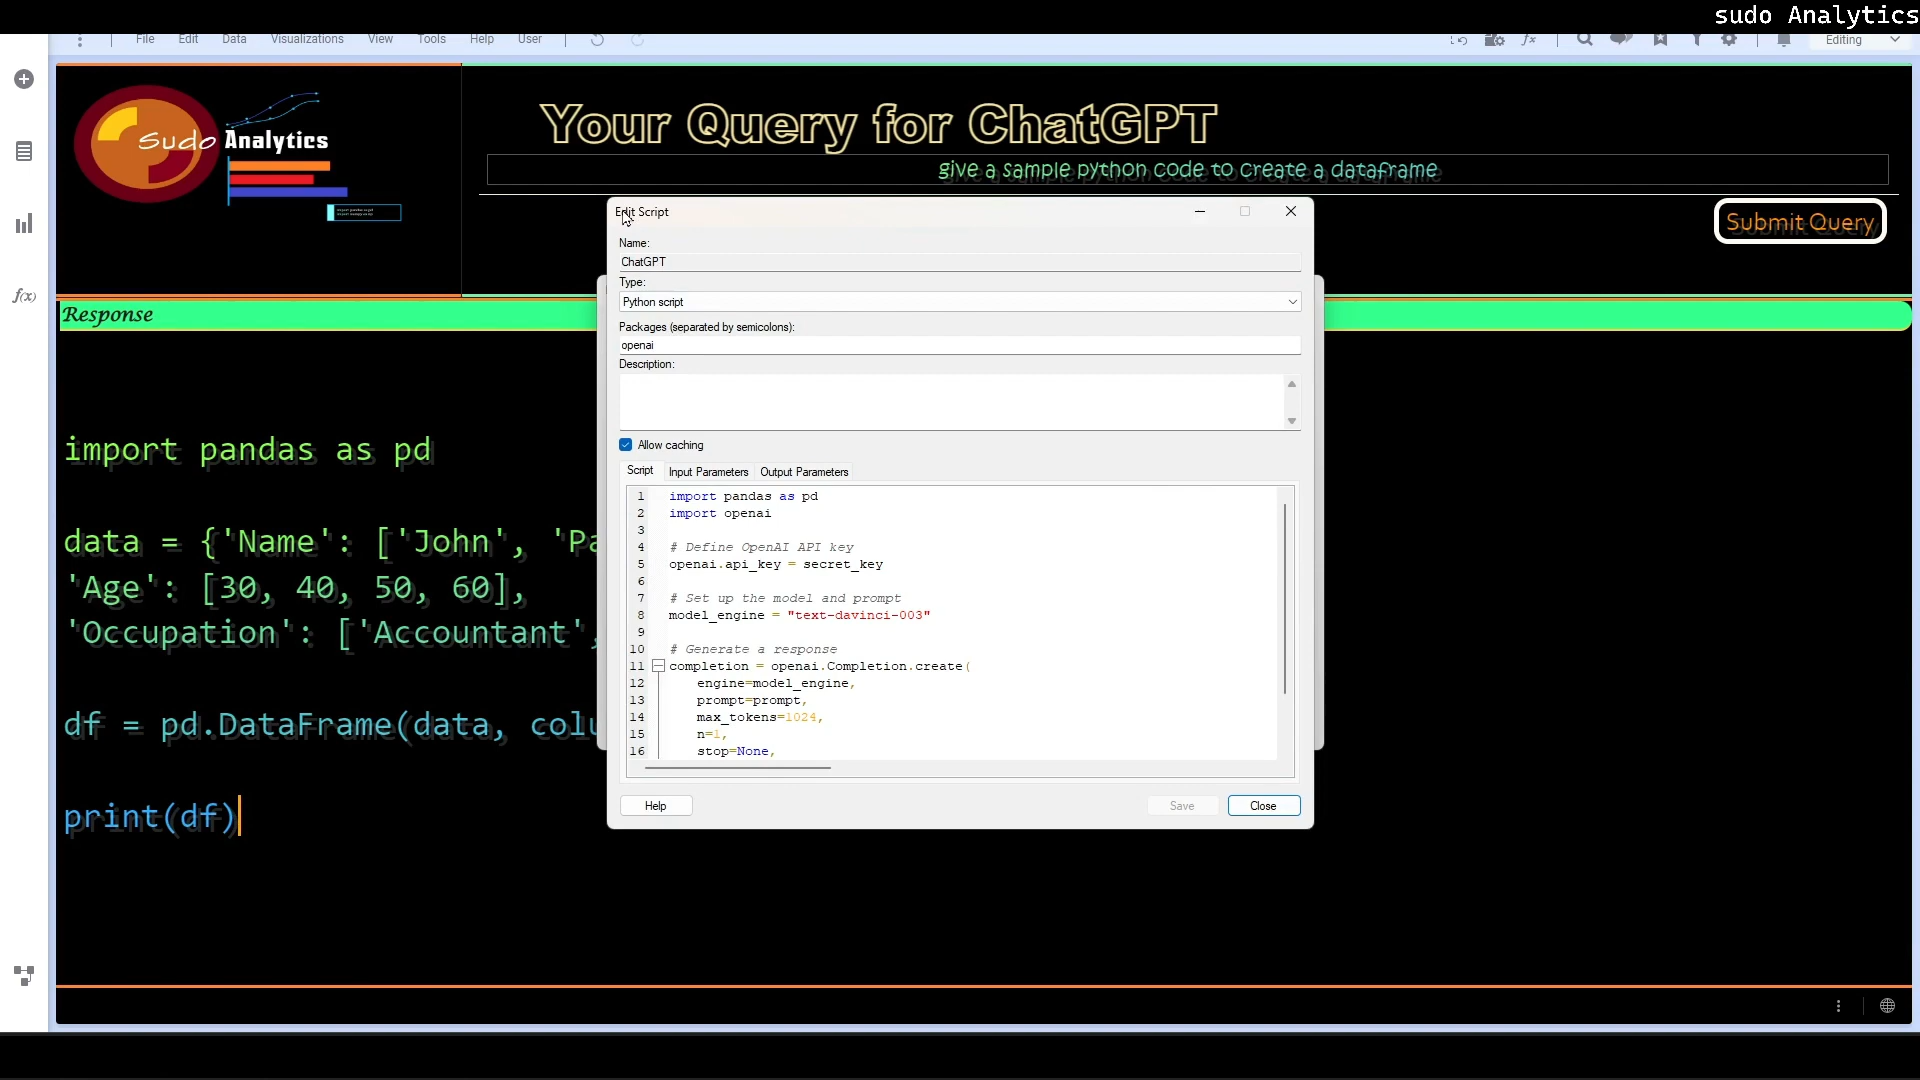 sudo Analytics
File Edit Data Visualizations View Tools Help User
Editing
Sudo Analytics
Your Query for ChatGPT
give a sample python code to create a dataframe
Submit Query
Response
import pandas as pd
data = {'Name': ['John', 'Pa
'Age': [30, 40, 50, 60],
'Occupation': ['Accountant',
df = pd.DataFrame(data, colu
print(df)
Edit Script
Name:
ChatGPT
Type:
Python script
Packages (separated by semicolons):
openai
Description:
Allow caching
Script Input Parameters Output Parameters
1 import pandas as pd
2 import openai
3
4 # Define OpenAI API key
5 openai.api_key = secret_key
6
7 # Set up the model and prompt
8 model_engine = "text-davinci-003"
9
10 # Generate a response
11 completion = openai.Completion.create(
12 engine=model_engine,
13 prompt=prompt,
14 max_tokens=1024,
15 n=1,
16 stop=None,
Help Save Close
f(x)